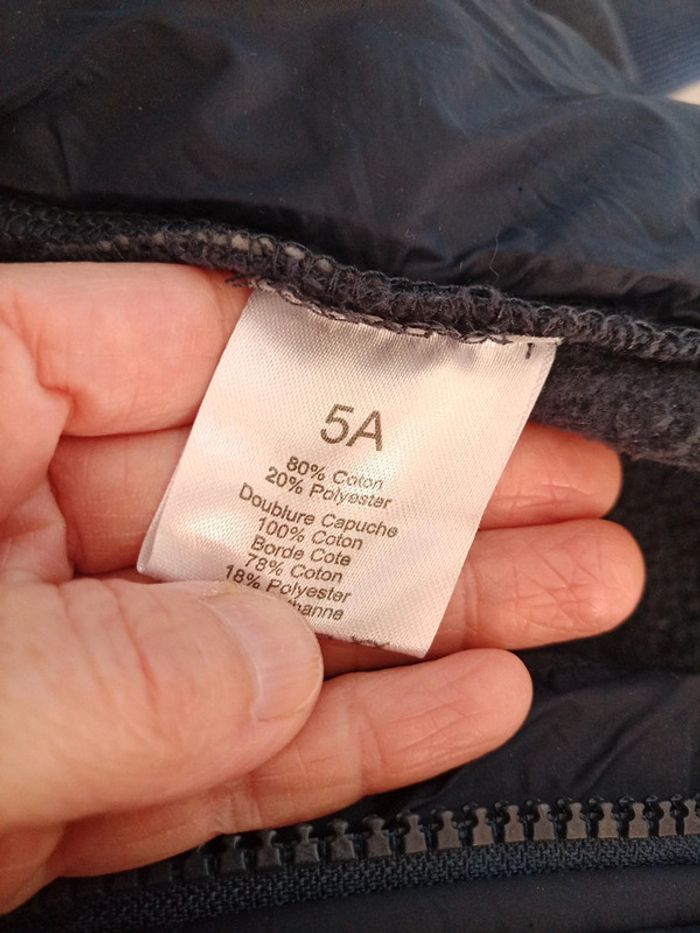 5A
80% Coton
20% Polyester
Doublure Capuche
100% Coton
Borde Cote
78% Coton
18% Polyester